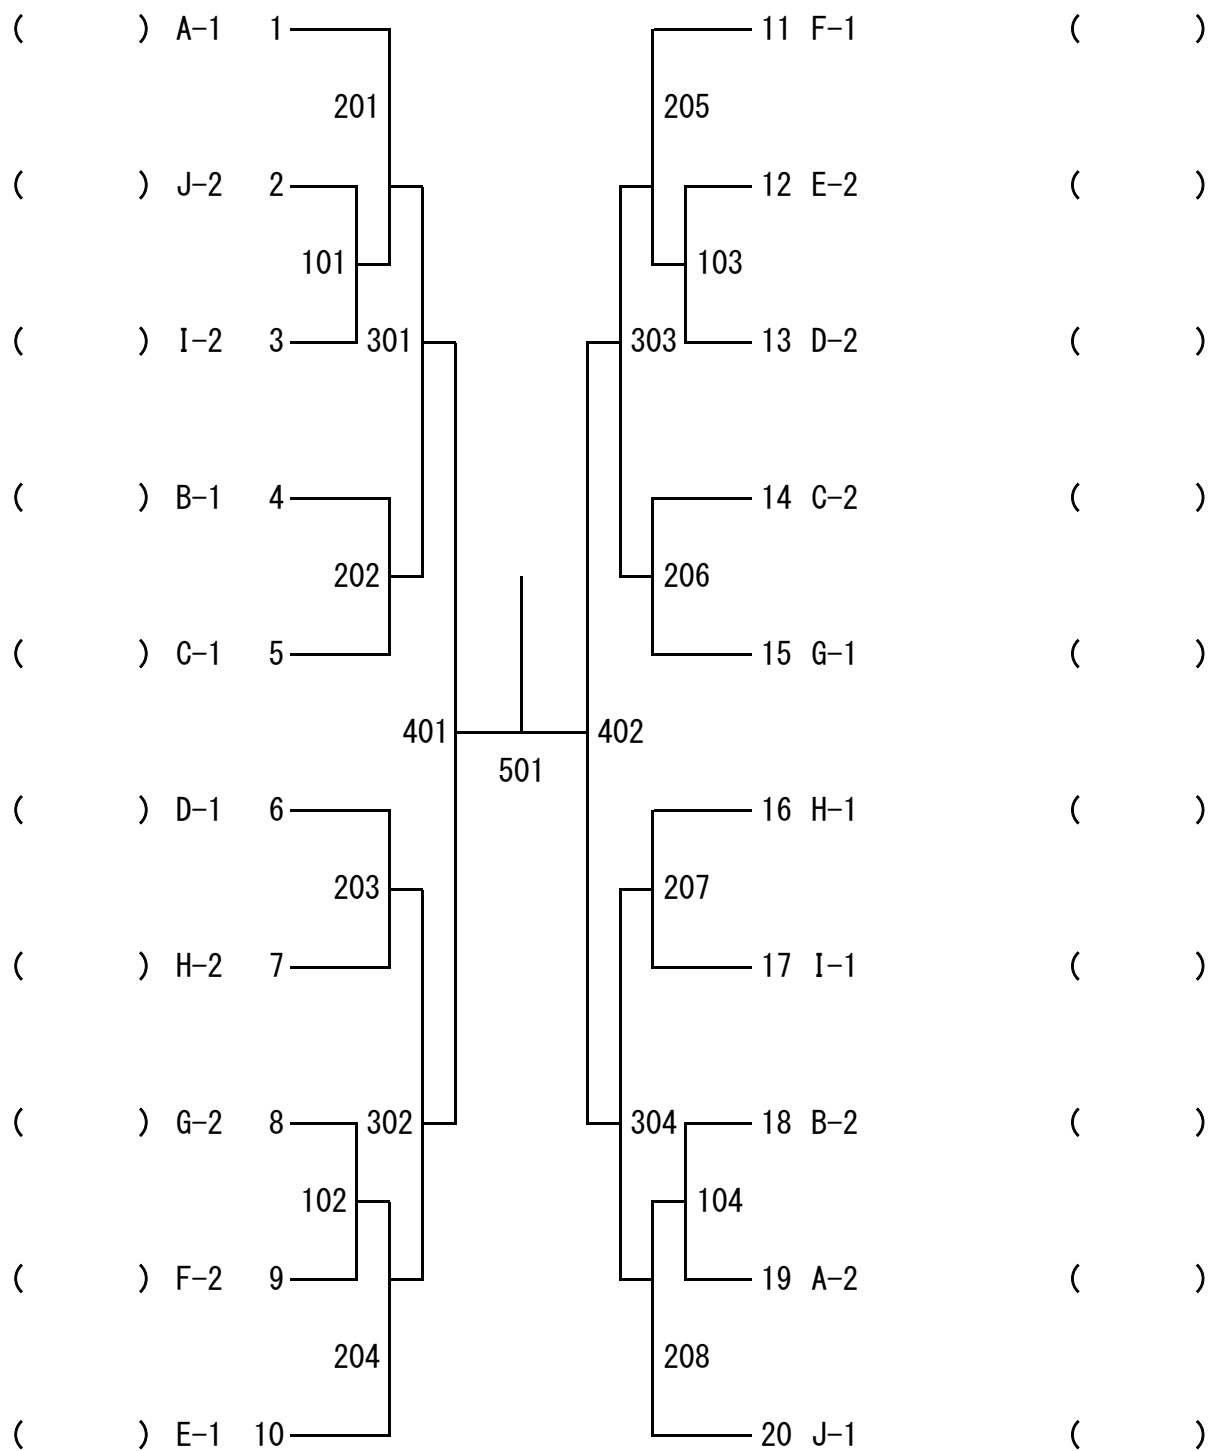 ( ) A-1 1 11 F-1 ( )
201 205
( ) J-2 2 12 E-2 ( )
101 103
( ) I-2 3 301 303 13 D-2 ( )
( ) B-1 4 14 C-2 ( )
202 206
( ) C-1 5 15 G-1 ( )
401 402
501
( ) D-1 6 16 H-1 ( )
203 207
( ) H-2 7 17 I-1 ( )
( ) G-2 8 302 304 18 B-2 ( )
102 104
( ) F-2 9 19 A-2 ( )
204 208
( ) E-1 10 20 J-1 ( )